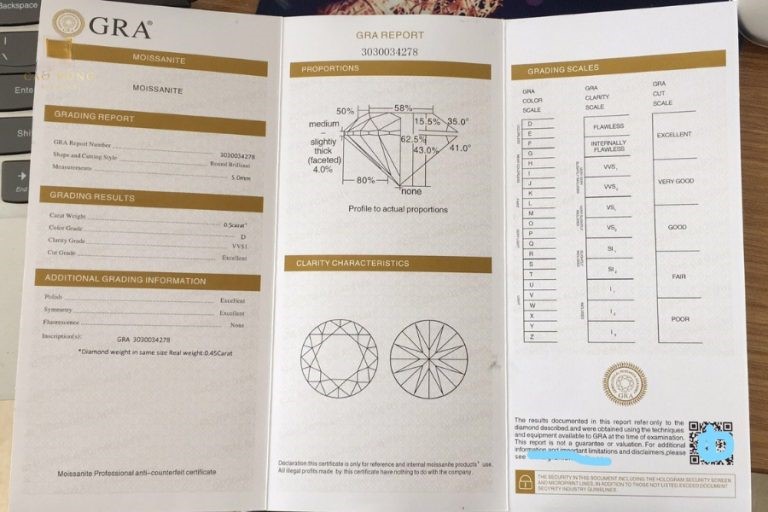 Backspace
Enter
End
GRA®
MOISSANITE
MOISSANITE
GRADING REPORT
GRA Report Number 3030034278
Shape and Cutting Style Round Brilliant
Measurements 5.0mm
GRADING RESULTS
Carat Weight 0.5carat*
Color Grade D
Clarity Grade VVS1
Cut Grade Excellent
ADDITIONAL GRADING INFORMATION
Polish Excellent
Symmetry Excellent
Fluorescence None
Inscription(s): GRA 3030034278
*Diamond weight in same size Real weight:0.45Carat
Moissanite Professional anti-counterfeit certificate
GRA REPORT
3030034278
PROPORTIONS
50%
58%
15.5%
35.0°
medium
–
slightly
thick
(faceted)
4.0%
62.5%
43.0%
41.0°
80%
none
Profile to actual proportions
CLARITY CHARACTERISTICS
Declaration:this certificate is only for reference and internal moissanite products' use.
All illegal profits made by this certificate have nothing to do with the company.
GRADING SCALES
GRA
COLOR
SCALE
D
E
F
G
H
I
J
K
L
M
O
P
Q
R
S
T
U
V
W
X
Y
Z
GRA
CLARITY
SCALE
FLAWLESS
INTERNALLY
FLAWLESS
VVS₁
VVS₂
VS₁
VS₂
SI₁
SI₂
I₁
I₂
I₃
GRA
CUT
SCALE
EXCELLENT
VERY GOOD
GOOD
FAIR
POOR
GRA
The results documented in this report refer only to the
diamond described,and were obtained using the techniques
and equipment available to GRA at the time of examination.
This report is not a guarantee or valuation. For additional
information and important limitations and disclaimers,please
see
THE SECURITY IN THIS DOCUMENT,INCLUDING THE HOLOGRAM,SECURITY SCREEN
AND MICROPRINT LINES, IN ADDITION TO THOSE NOT LISTED EXCEED DOCUMENT
SECYRITY INDUSTRY GUNELINES.